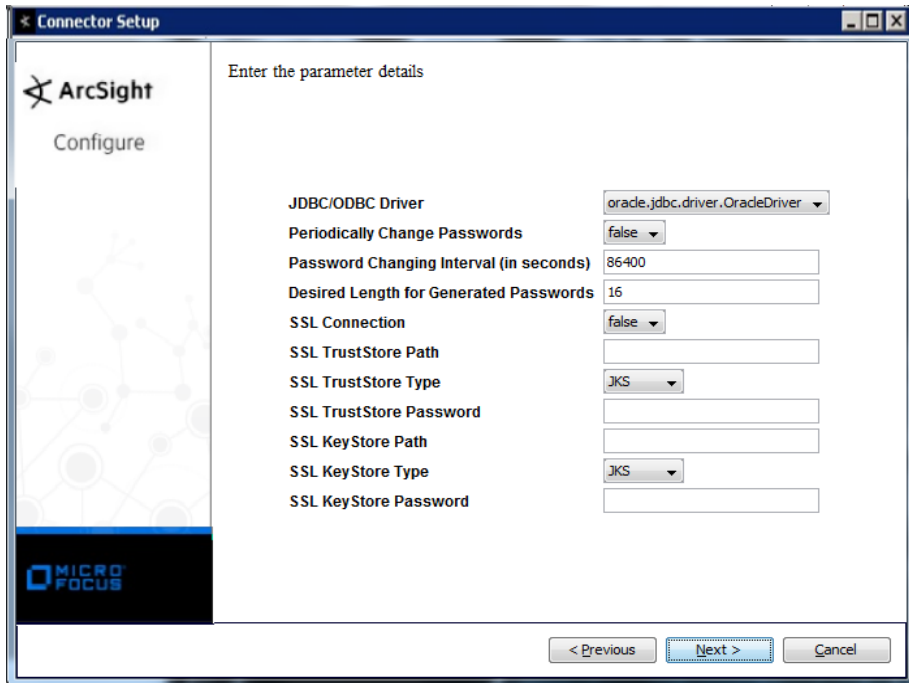 Connector Setup
ArcSight
Configure
Enter the parameter details
JDBC/ODBC Driver oracle.jdbc.driver.OracleDriver
Periodically Change Passwords false
Password Changing Interval (in seconds) 86400
Desired Length for Generated Passwords 16
SSL Connection false
SSL TrustStore Path
SSL TrustStore Type JKS
SSL TrustStore Password
SSL KeyStore Path
SSL KeyStore Type JKS
SSL KeyStore Password
MICRO
FOCUS
< Previous Next > Cancel